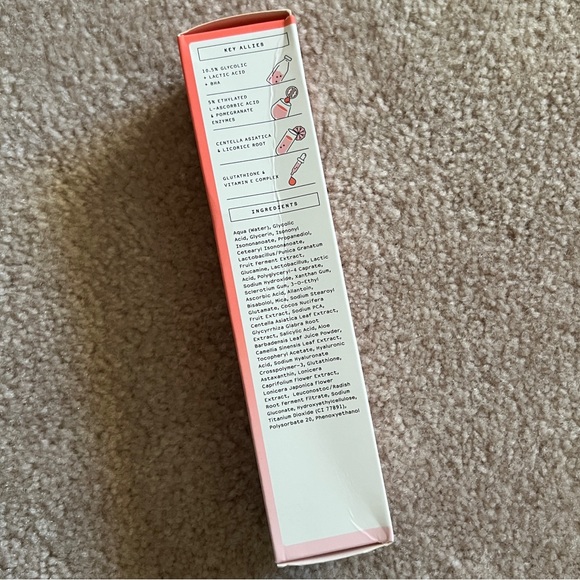 KEY ALLIES
10.5% GLYCOLIC
+ LACTIC ACID
+ BHA
5% ETHYLATED
L-ASCORBIC ACID
& POMEGRANATE
ENZYMES
CENTELLA ASIATICA
& LICORICE ROOT
GLUTATHIONE &
VITAMIN E COMPLEX
INGREDIENTS
Aqua (Water), Glycolic
Acid, Glycerin, Isononyl
Isononanoate, Propanediol,
Cetearyl Isononanoate,
Lactobacillus/Punica Granatum
Fruit Ferment Extract,
Glucamine, Lactobacillus, Lactic
Acid, Polyglyceryl-4 Caprate,
Sodium Hydroxide, Xanthan Gum,
Sclerotium Gum, 3-O-Ethyl
Ascorbic Acid, Allantoin,
Bisabolol, Mica, Sodium Stearoyl
Glutamate, Cocos Nucifera
Fruit Extract, Sodium PCA,
Centella Asiatica Leaf Extract,
Glycyrrhiza Glabra Root
Extract, Salicylic Acid, Aloe
Barbadensis Leaf Juice Powder,
Camellia Sinensis Leaf Extract,
Tocopheryl Acetate, Hyaluronic
Acid, Sodium Hyaluronate
Crosspolymer-3, Glutathione,
Astaxanthin, Lonicera
Caprifolium Flower Extract,
Lonicera Japonica Flower
Extract, Leuconostoc/Radish
Root Ferment Filtrate, Sodium
Gluconate, Hydroxyethylcellulose,
Titanium Dioxide (CI 77891),
Polysorbate 20, Phenoxyethanol